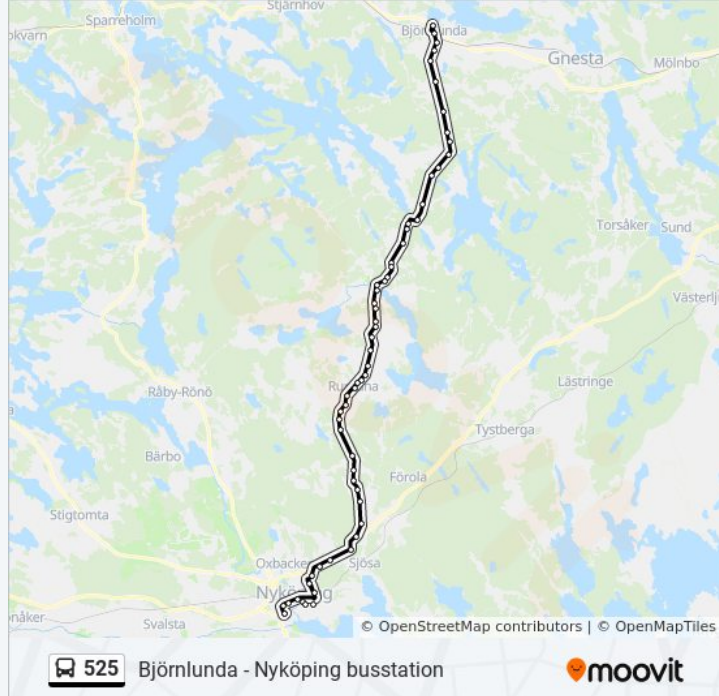 Stjärnhov
Sparreholm
okvarn
Gnesta
Mölnbo
Torsåker
Sund
Västerlj
Råby-Rönö
Lästringe
Tystberga
Bärbo
Förola
Stigtomta
Oxbacken
Sjösa
Svalsta
© OpenStreetMap contributors | © OpenMapTiles
525 Björnlunda - Nyköping busstation moovit